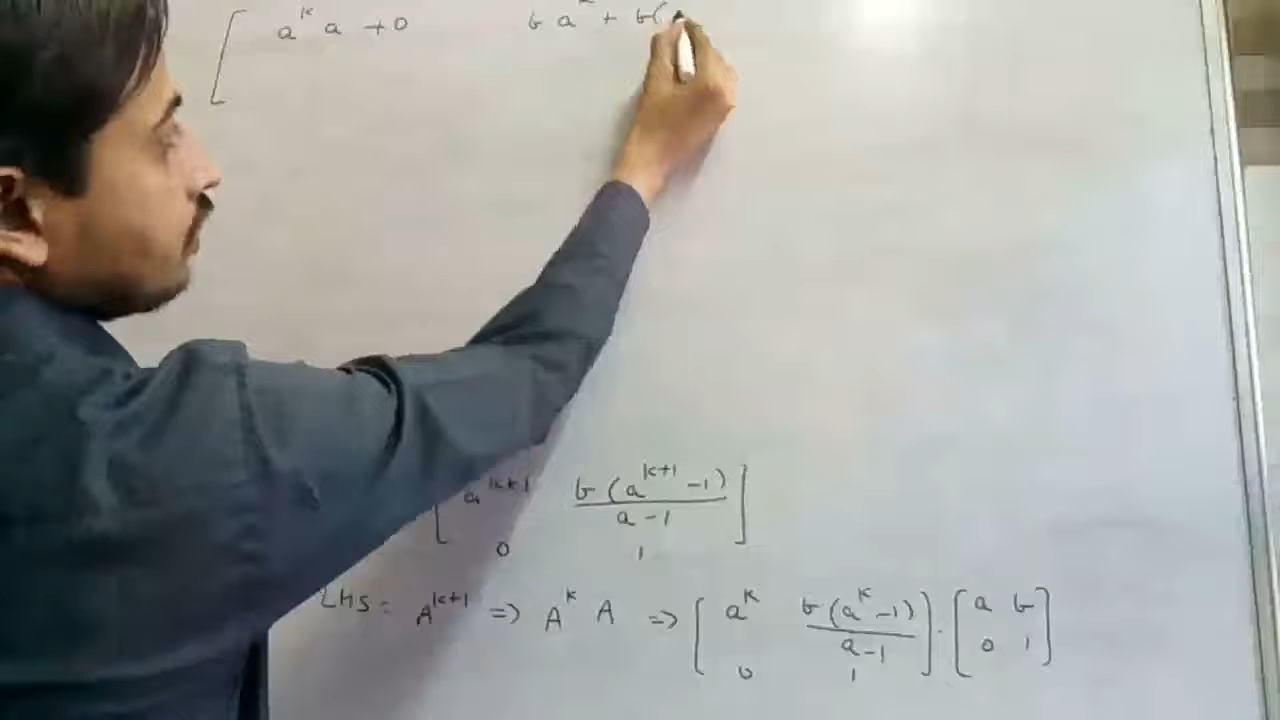 [ a^k a + 0    b a^k + b(
[ a^{k+1}    b(a^{k+1} - 1)
a - 1 ]
0    1
LHS = A^{k+1} => A^k A => [ a^k    b(a^k - 1)/a - 1 ] . [ a b
0    1    0 1 ]